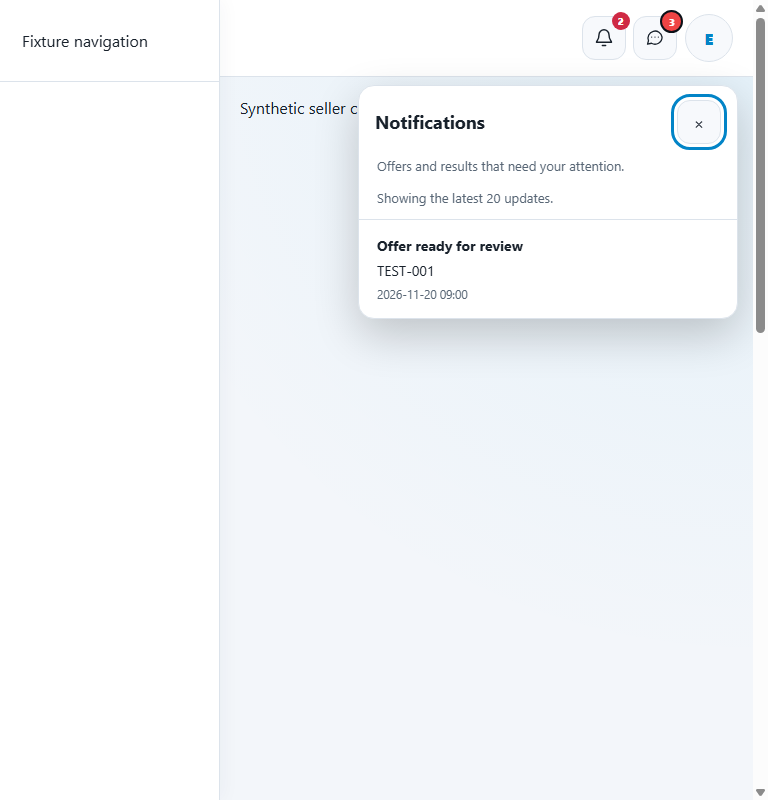 Fixture navigation
2
3
E
Synthetic seller c
Notifications
×
Offers and results that need your attention.
Showing the latest 20 updates.
Offer ready for review
TEST-001
2026-11-20 09:00